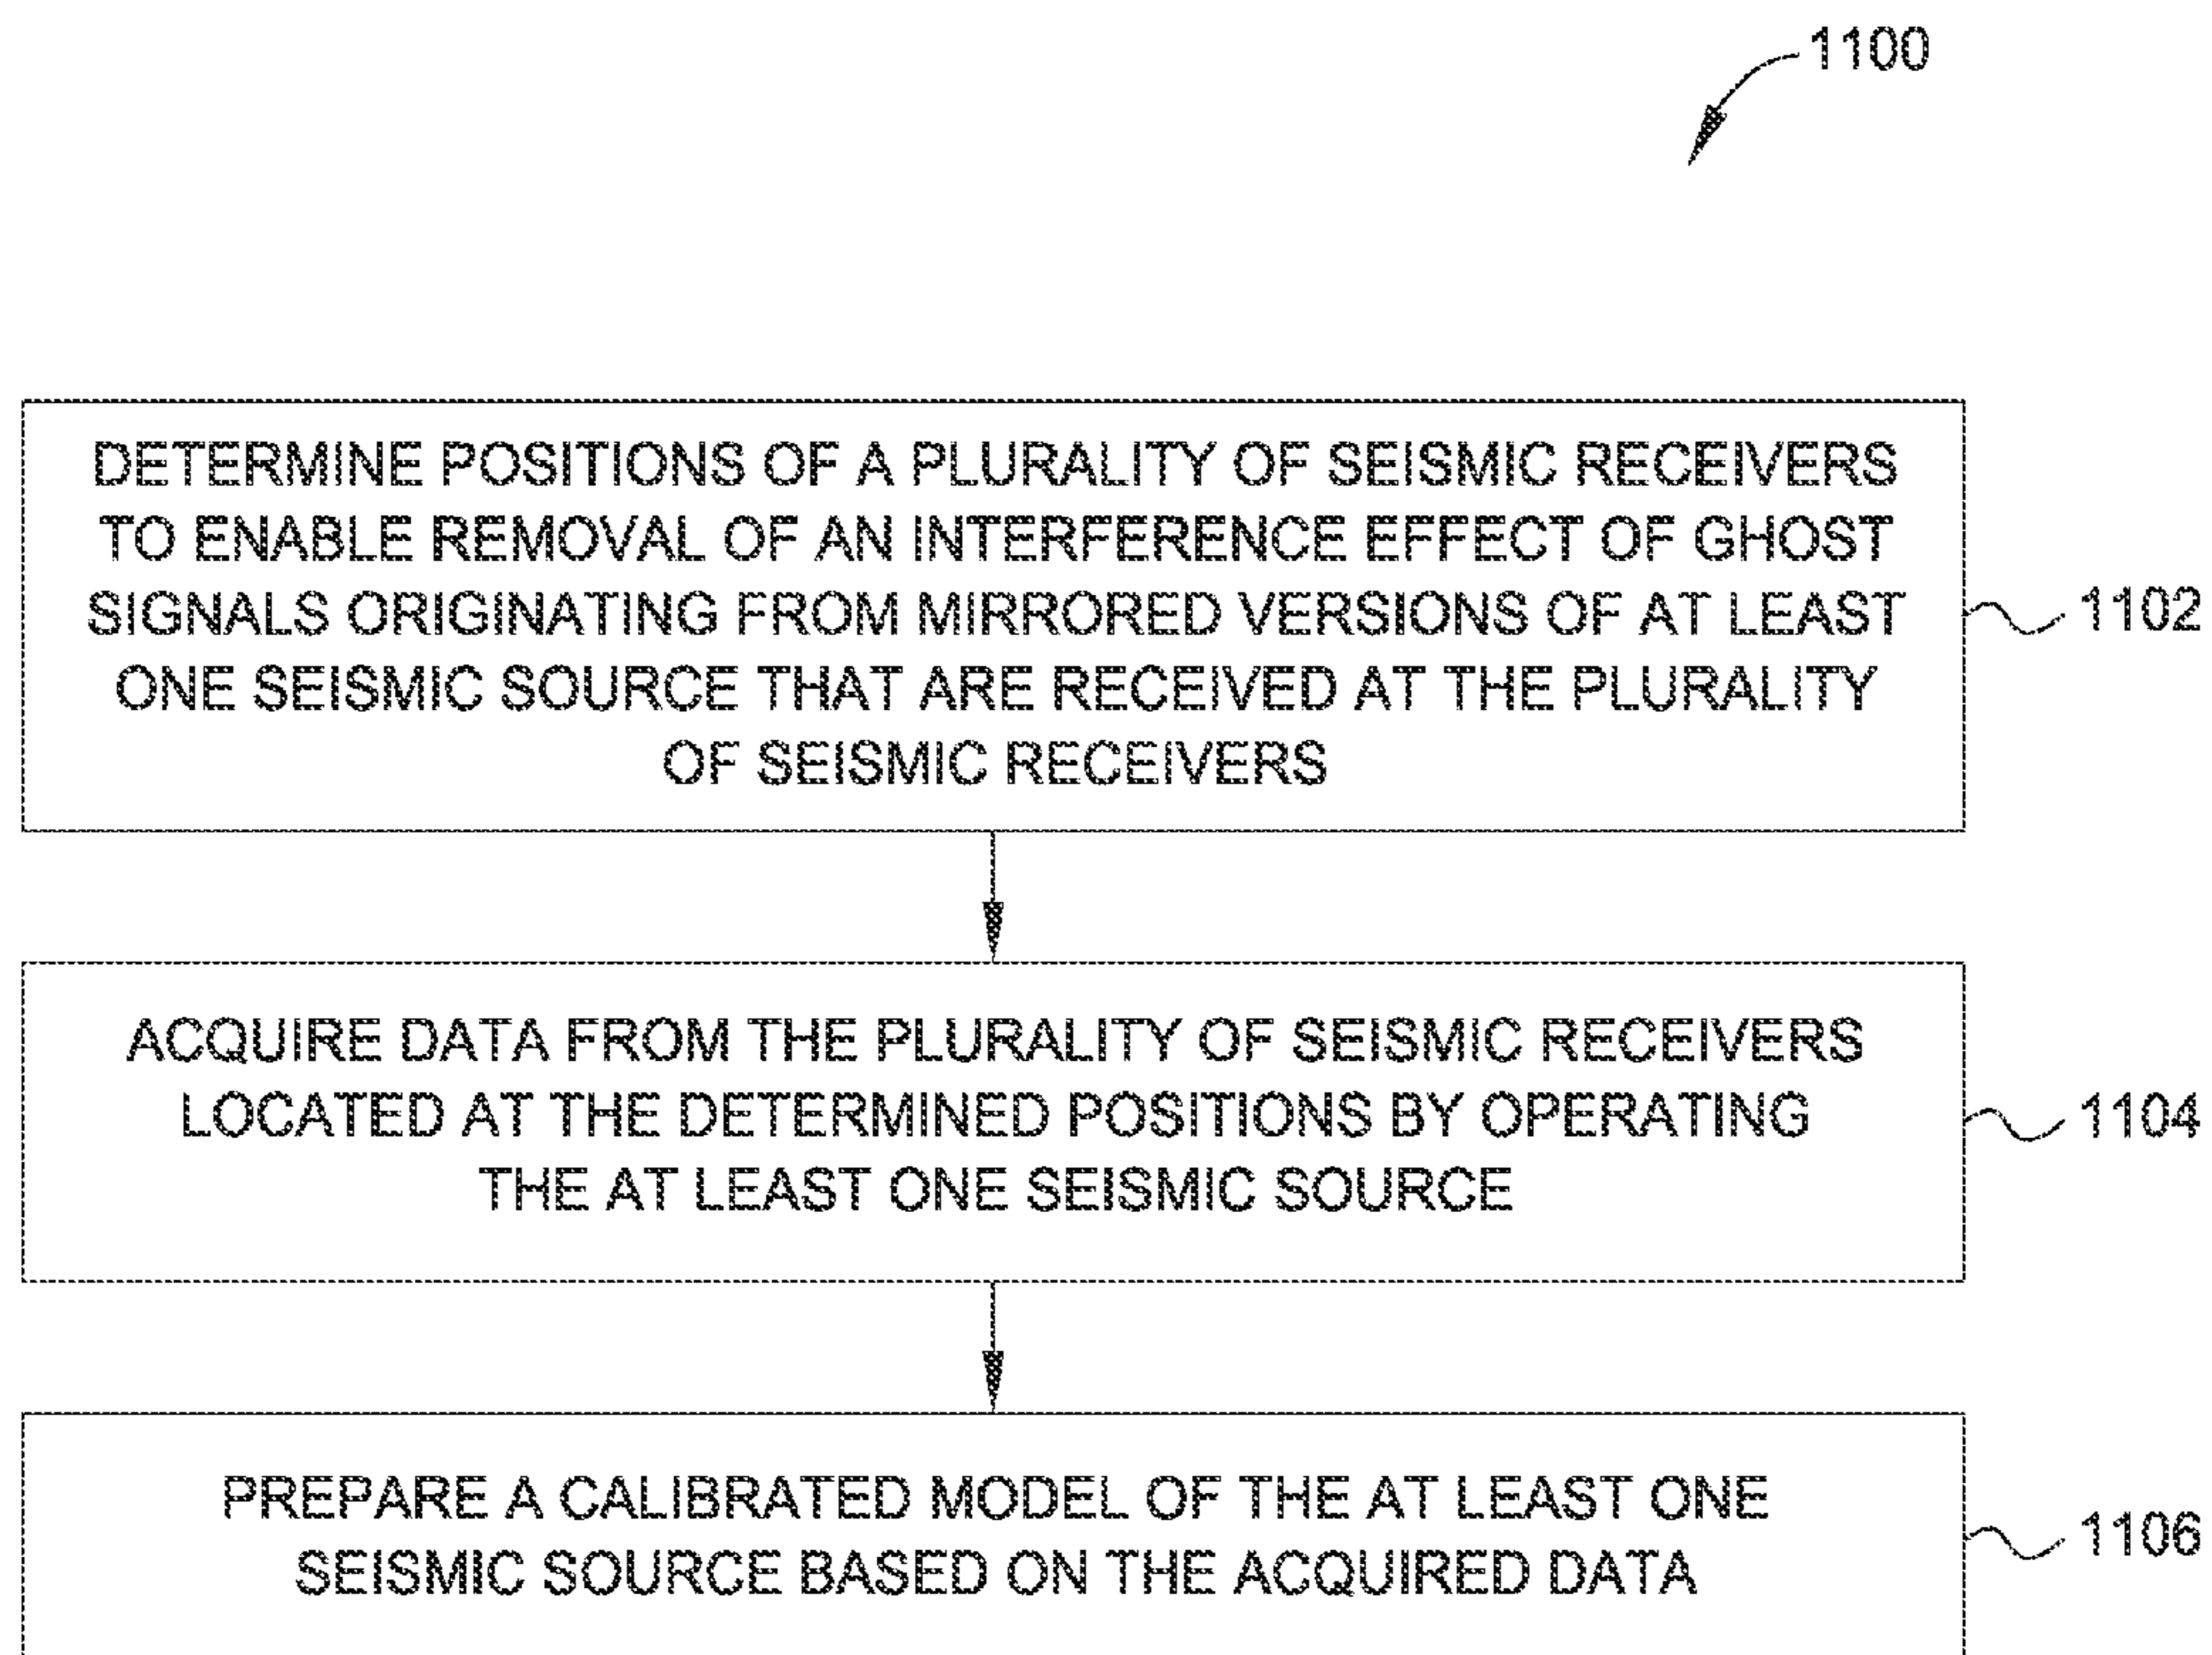 1100
DETERMINE POSITIONS OF A PLURALITY OF SEISMIC RECEIVERS
TO ENABLE REMOVAL OF AN INTERFERENCE EFFECT OF GHOST
SIGNALS ORIGINATING FROM MIRRORED VERSIONS OF AT LEAST
ONE SEISMIC SOURCE THAT ARE RECEIVED AT THE PLURALITY
OF SEISMIC RECEIVERS
1102
ACQUIRE DATA FROM THE PLURALITY OF SEISMIC RECEIVERS
LOCATED AT THE DETERMINED POSITIONS BY OPERATING
THE AT LEAST ONE SEISMIC SOURCE
1104
PREPARE A CALIBRATED MODEL OF THE AT LEAST ONE
SEISMIC SOURCE BASED ON THE ACQUIRED DATA
1106